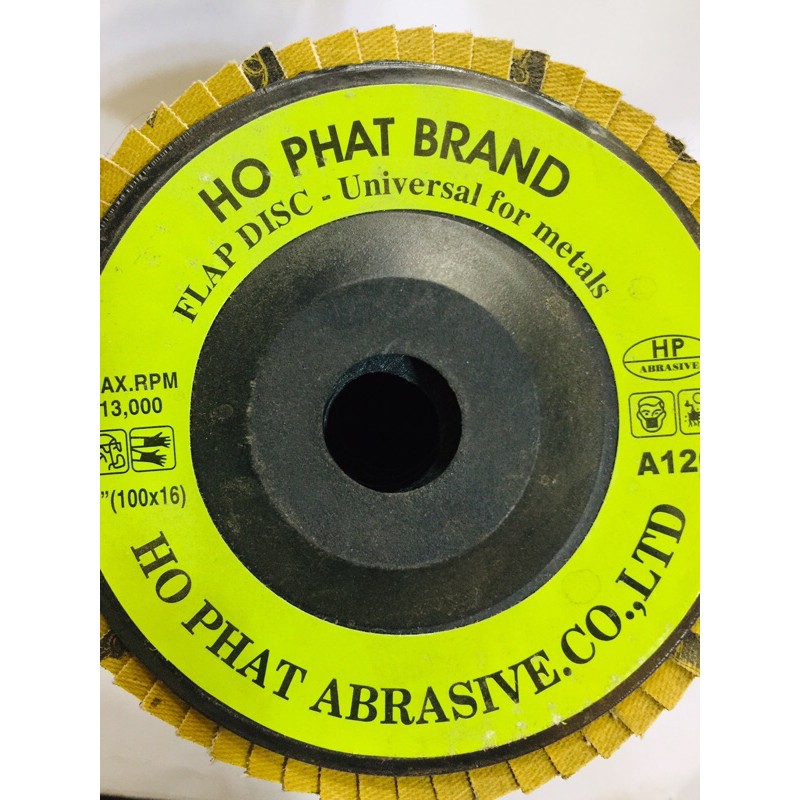 HO PHAT BRAND
FLAP DISC - Universal for metals
AX.RPM
13,000
"(100x16)
HP
ABRASIVE
A12
HO PHAT ABRASIVE.CO.,LTD